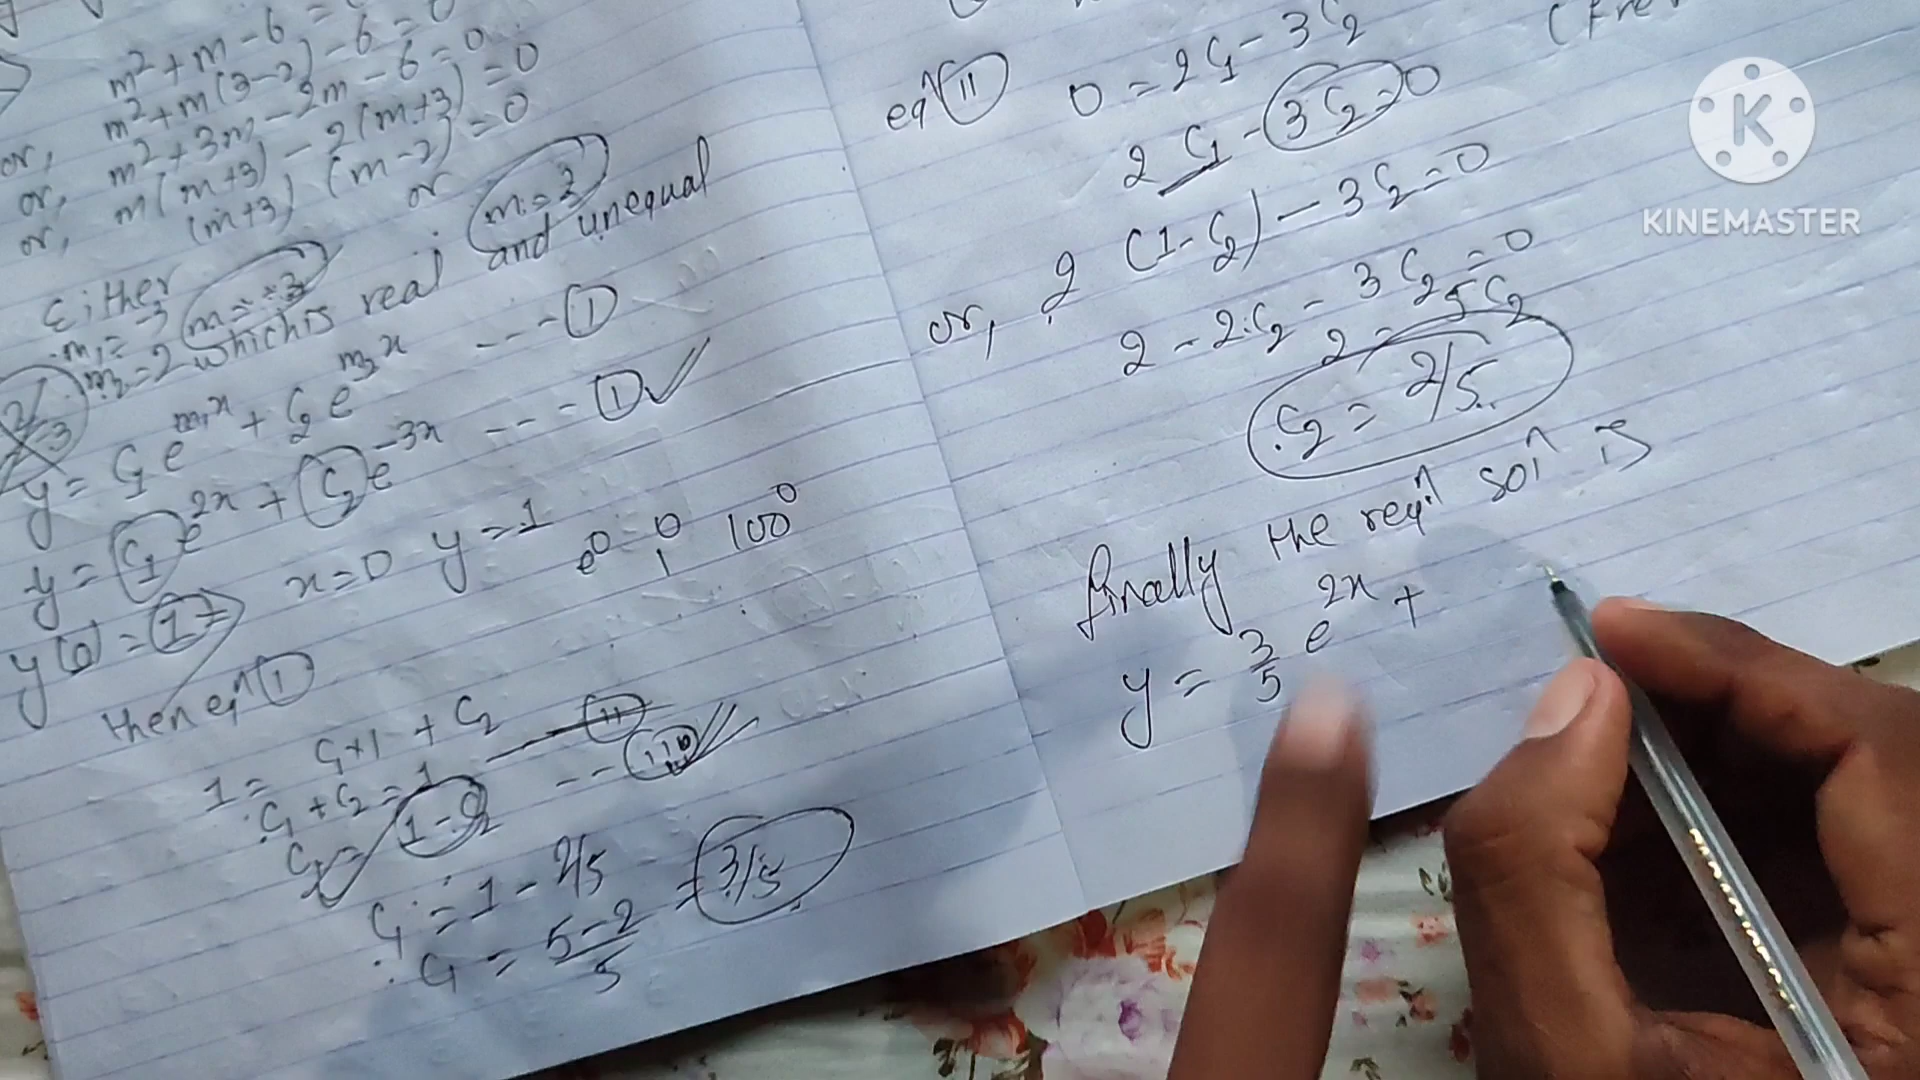 m² + m - 6 = 0
m² + m(3-2) - 6 = 0
or, m² + 3m - 2m - 6 = 0
or, m(m+3) - 2(m+3) = 0
or, (m+3) (m-2) = 0
Either m = -3 or m = 2
m₁ = -3
m₂ = 2 which is real and unequal
y = C₁e^m₁x + C₂e^m₂x --- (1)
y = C₁e^2x + C₂e^-3x --- (1)
y(0) = 1 x=0 y=1 e^0 = 0 100^0
1
then eqⁿ (1)
1 = C₁×1 + C₂ (11)
C₁ + C₂ = 1
C₁ = 1 - C₂ --- (111)
C₁ = 1 - 2/5
∴ C₁ = (5-2)/5 = 3/5
eqⁿ (11) 0 = 2C₁ - 3C₂
2C₁ - 3C₂ = 0
or, 2 (1-C₂) - 3C₂ = 0
2 - 2C₂ - 3C₂ = 0
2 = 5C₂
C₂ = 2/5
finally the reqⁿ solⁿ is
y = 3/5 e^2x +
KINEMASTER